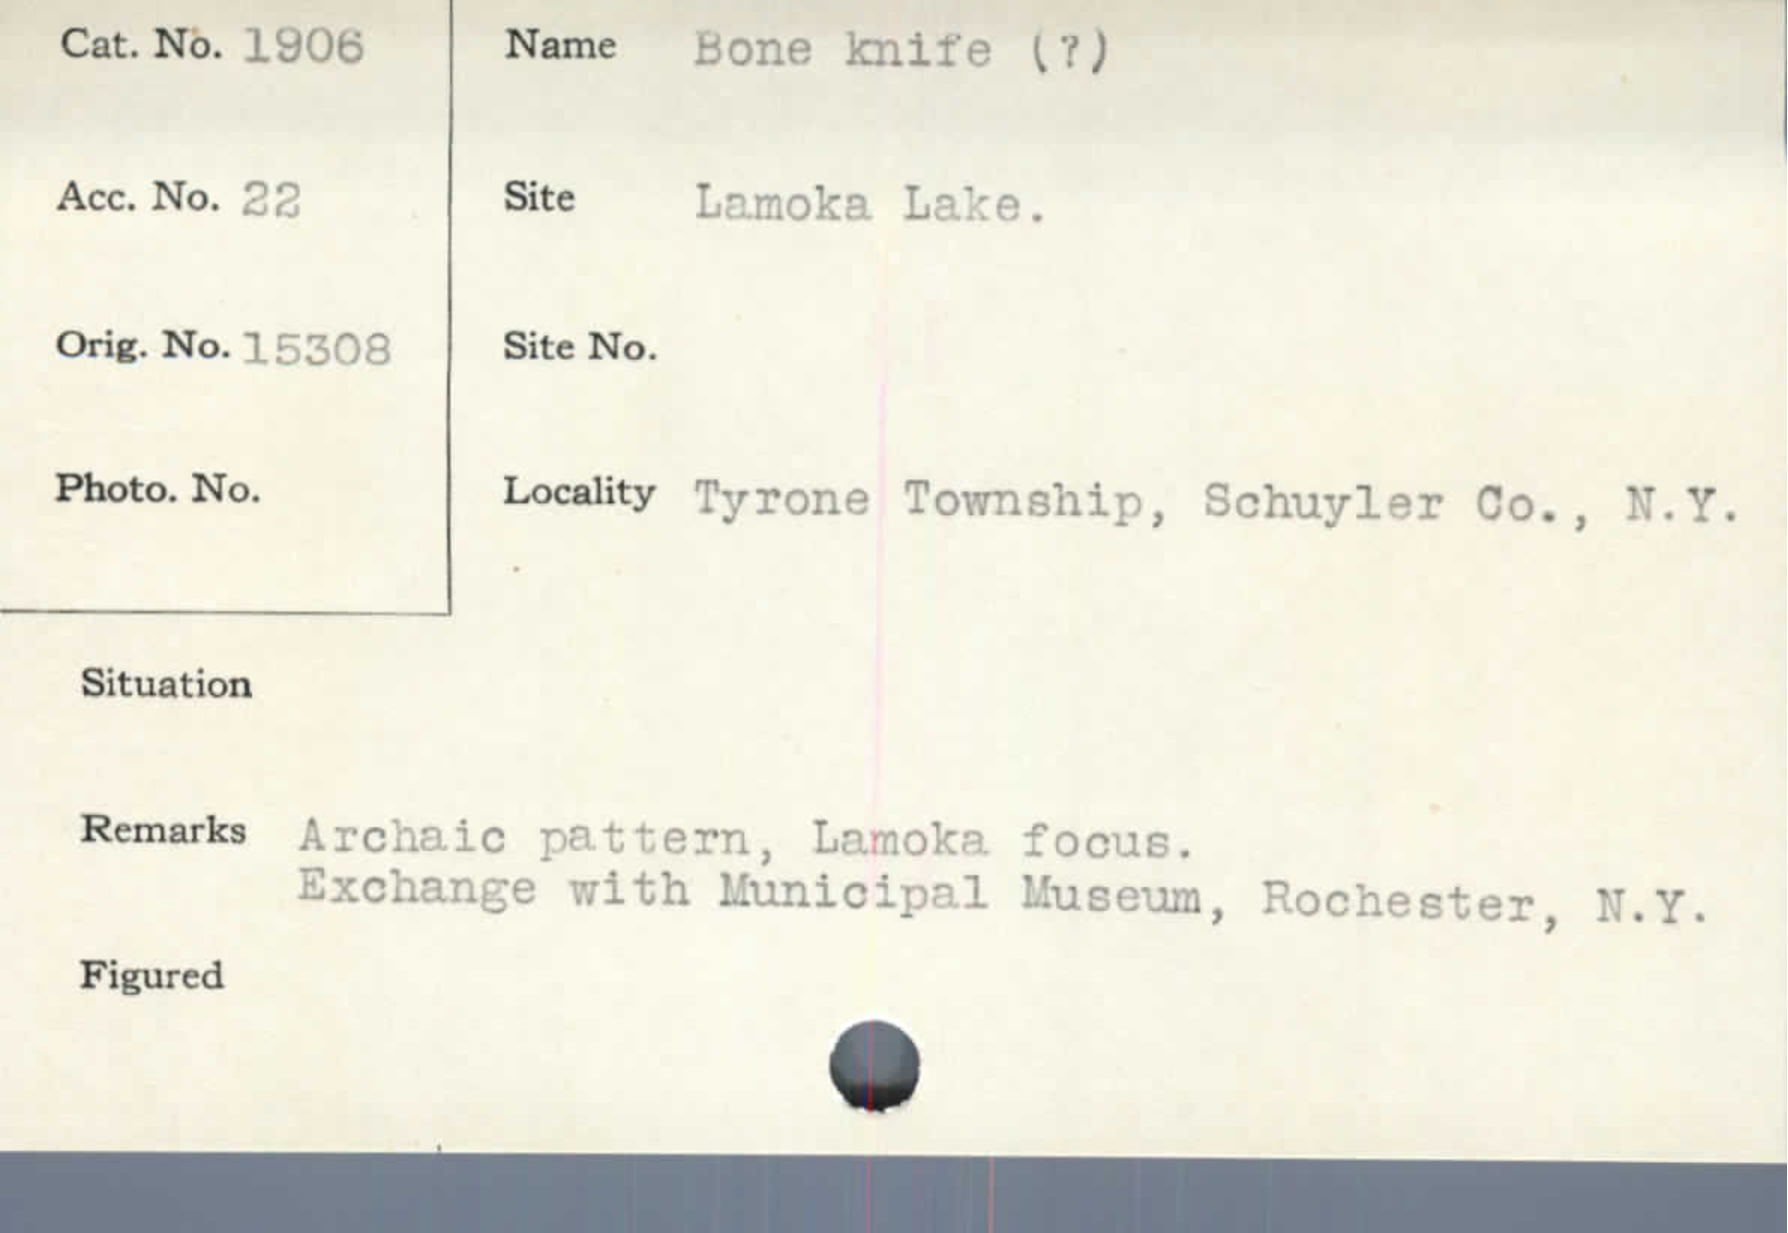 Cat. No. 1906
Name Bone knife (?)
Acc. No. 22
Site Lamoka Lake.
Orig. No. 15308
Site No.
Photo. No.
Locality Tyrone Township, Schuyler Co., N.Y.
Situation
Remarks Archaic pattern, Lamoka focus.
Exchange with Municipal Museum, Rochester, N.Y.
Figured